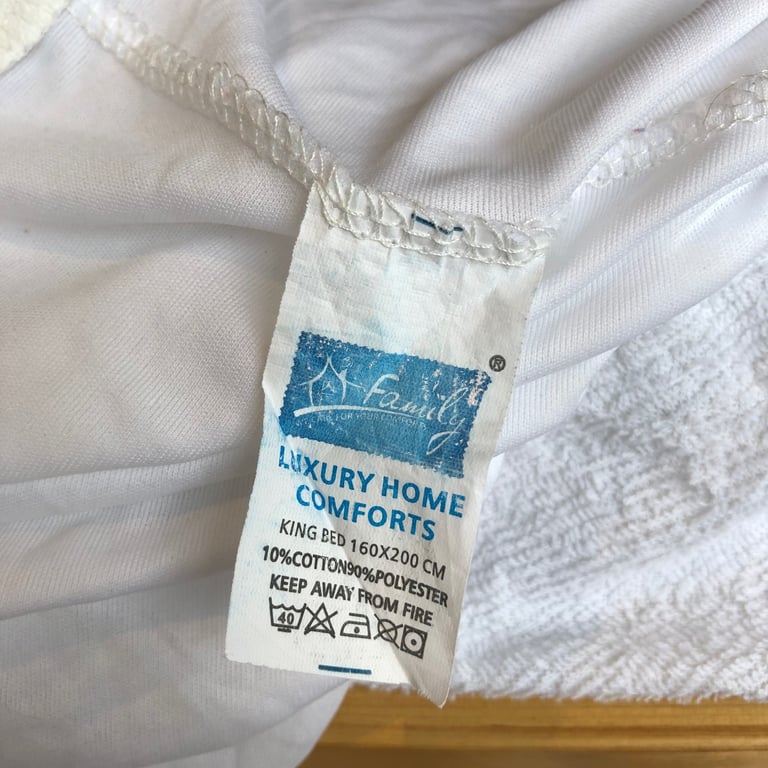 ®
Family
LUXURY HOME
COMFORTS
KING BED 160X200 CM
10%COTTON90%POLYESTER
KEEP AWAY FROM FIRE
40